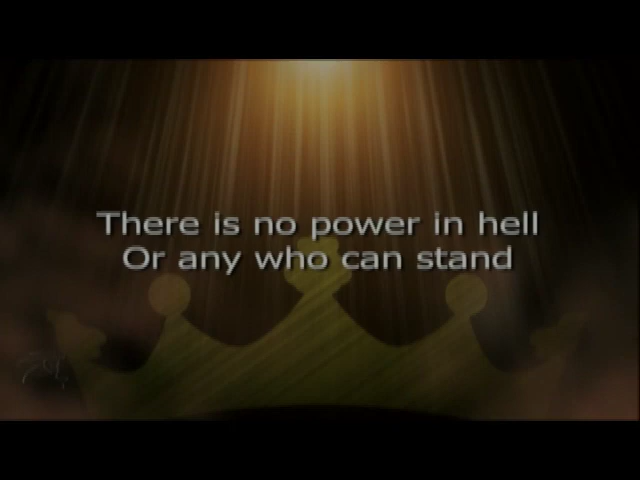 There is no power in hell
Or any who can stand